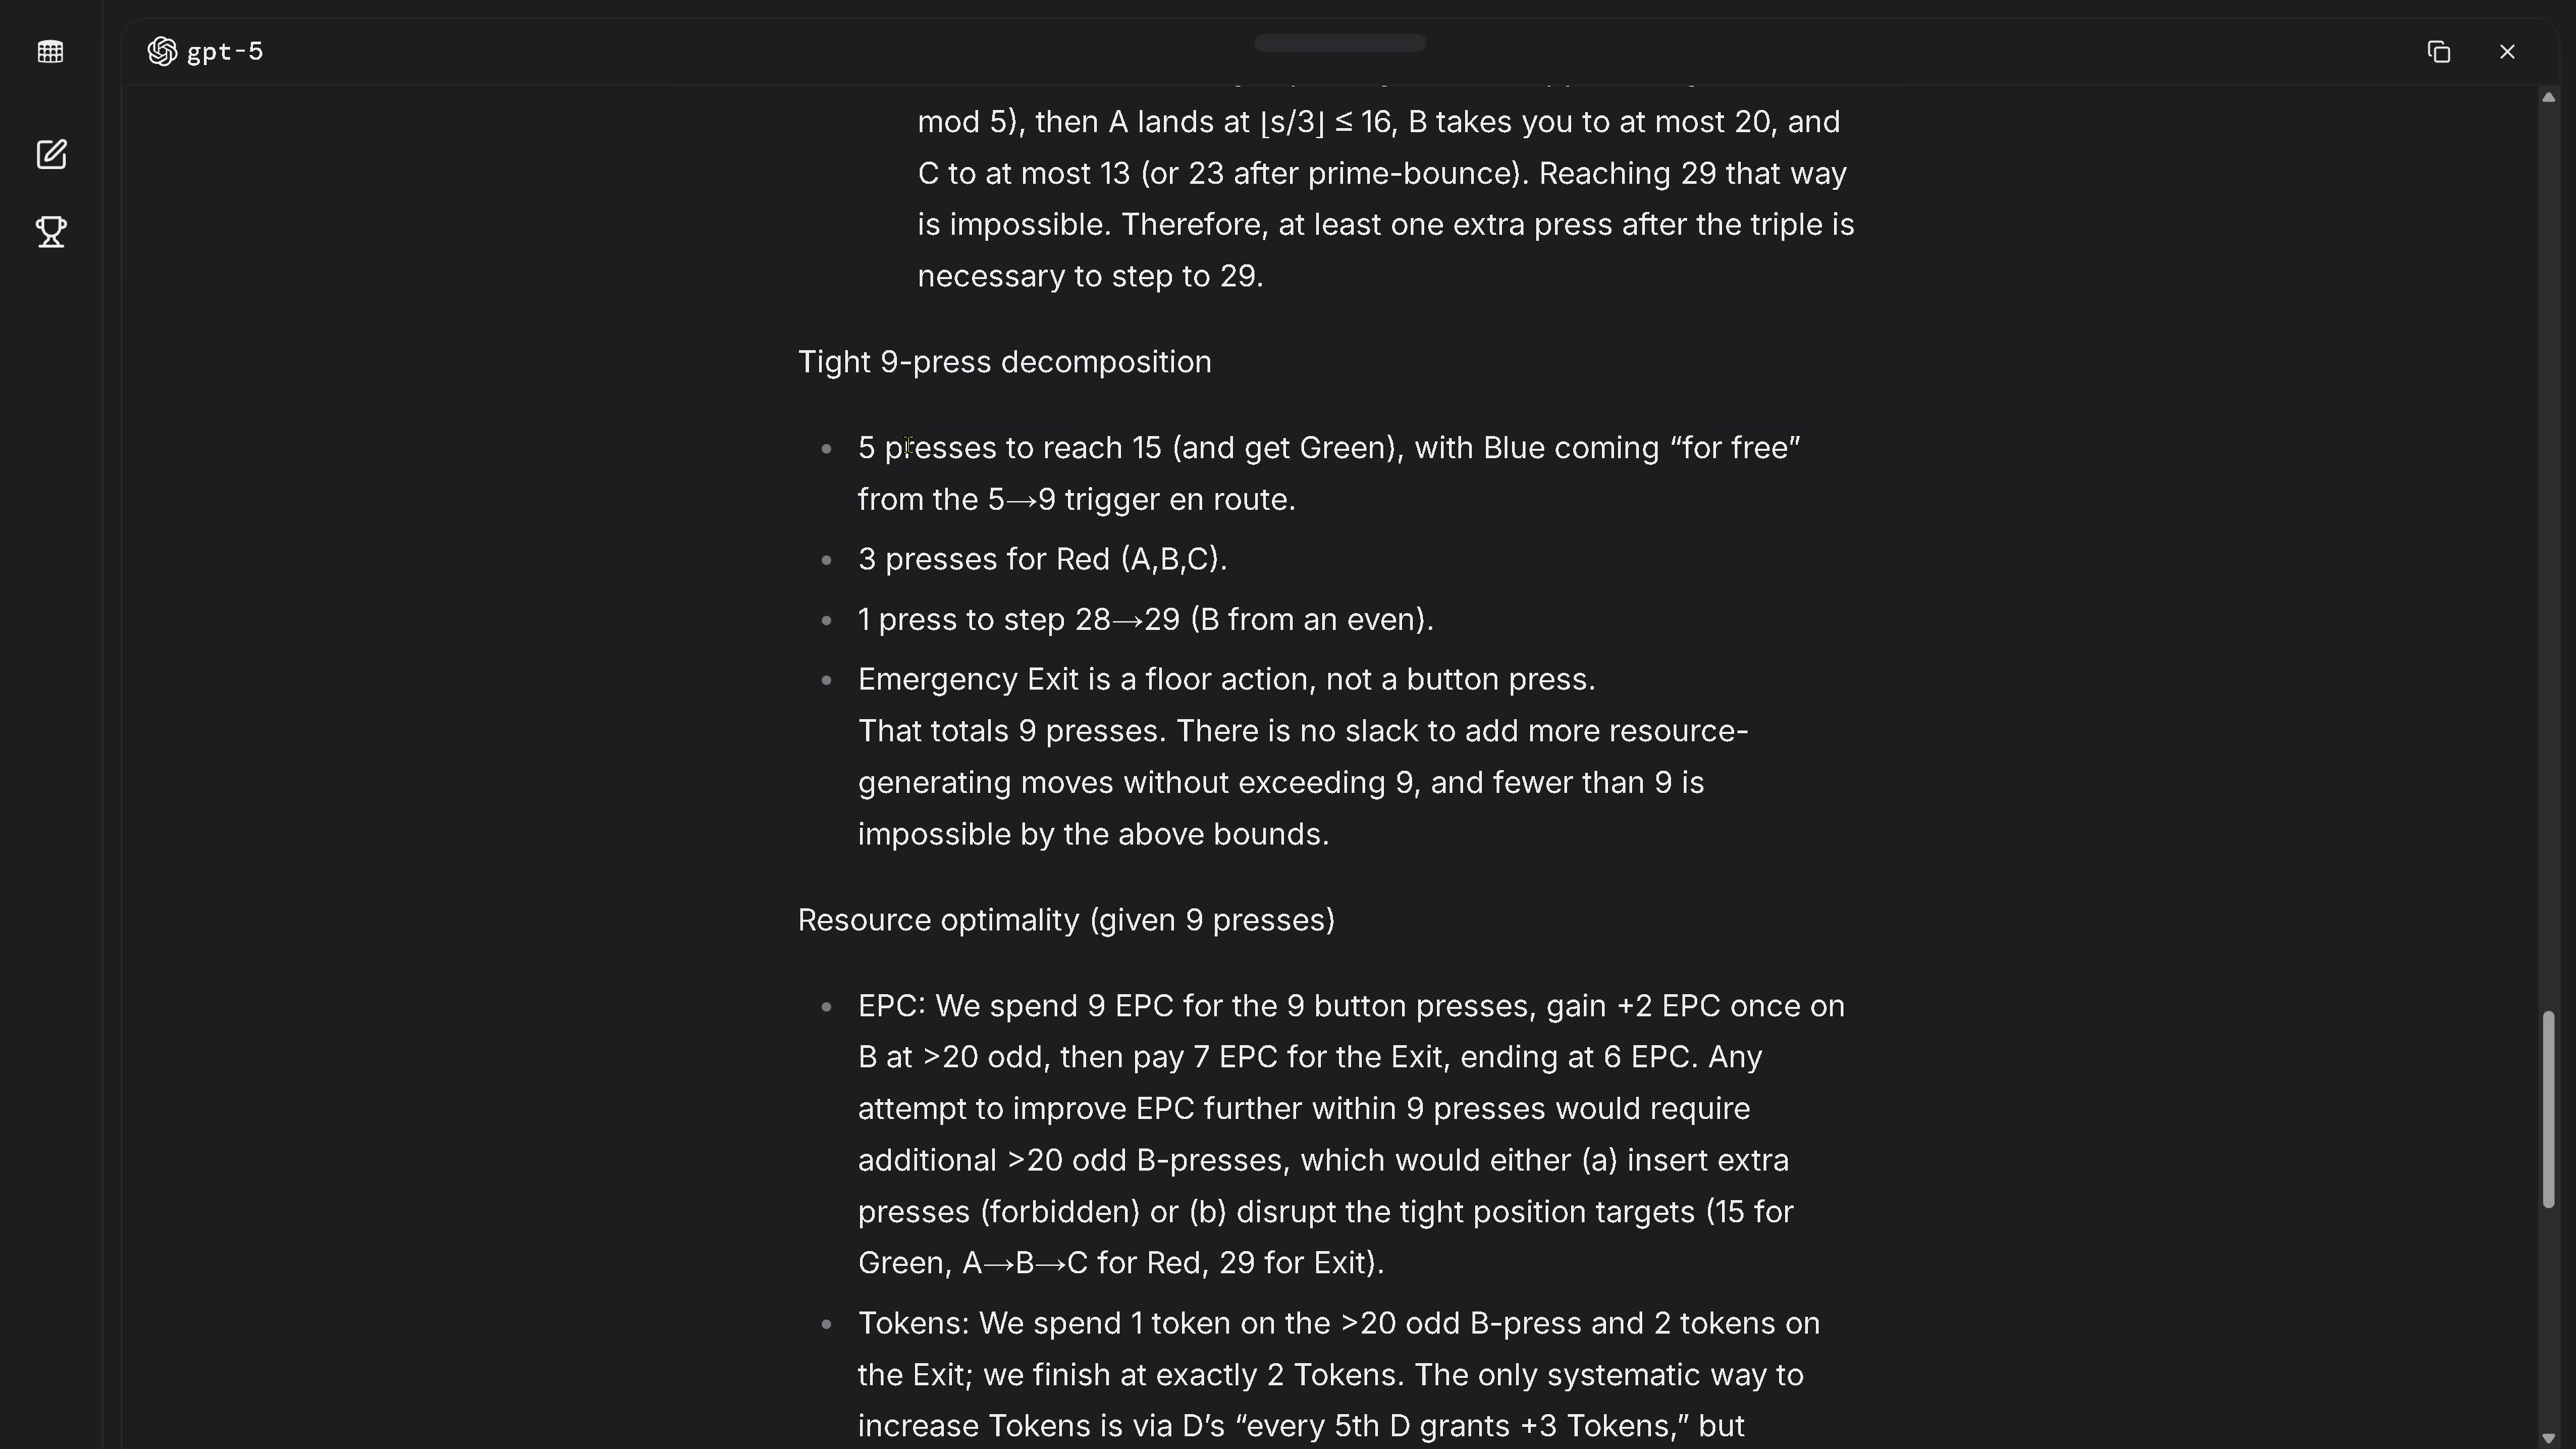 gpt-5
mod 5), then A lands at ⌊s/3⌋ ≤ 16, B takes you to at most 20, and
C to at most 13 (or 23 after prime-bounce). Reaching 29 that way
is impossible. Therefore, at least one extra press after the triple is
necessary to step to 29.
Tight 9-press decomposition
5 presses to reach 15 (and get Green), with Blue coming “for free”
from the 5→9 trigger en route.
3 presses for Red (A,B,C).
1 press to step 28→29 (B from an even).
Emergency Exit is a floor action, not a button press.
That totals 9 presses. There is no slack to add more resource-
generating moves without exceeding 9, and fewer than 9 is
impossible by the above bounds.
Resource optimality (given 9 presses)
EPC: We spend 9 EPC for the 9 button presses, gain +2 EPC once on
B at >20 odd, then pay 7 EPC for the Exit, ending at 6 EPC. Any
attempt to improve EPC further within 9 presses would require
additional >20 odd B-presses, which would either (a) insert extra
presses (forbidden) or (b) disrupt the tight position targets (15 for
Green, A→B→C for Red, 29 for Exit).
Tokens: We spend 1 token on the >20 odd B-press and 2 tokens on
the Exit; we finish at exactly 2 Tokens. The only systematic way to
increase Tokens is via D’s “every 5th D grants +3 Tokens,” but